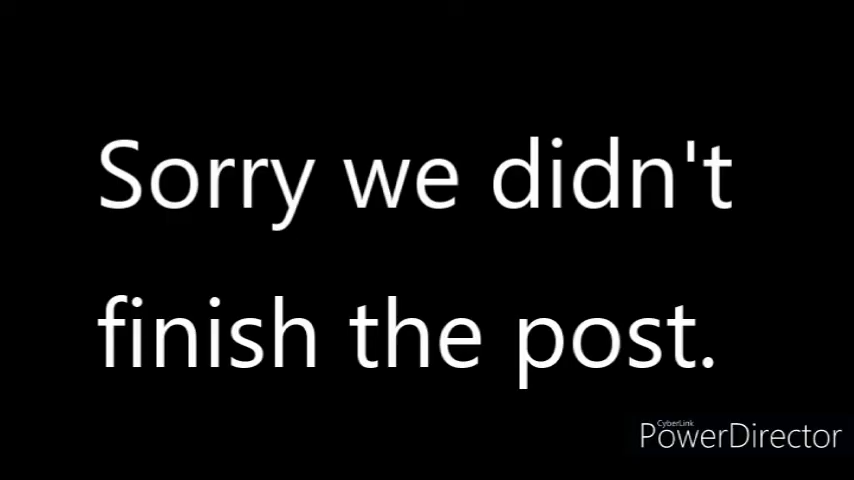 Sorry we didn't
finish the post.
CyberLink
PowerDirector